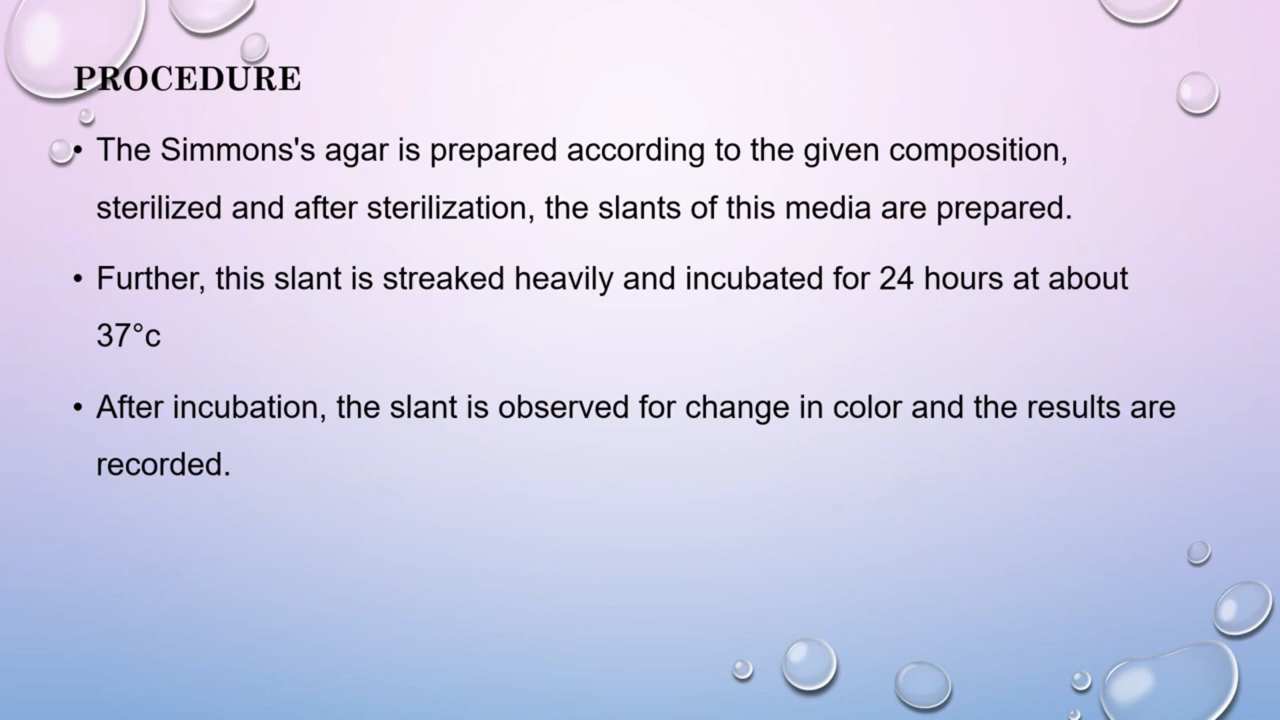 PROCEDURE
• The Simmons's agar is prepared according to the given composition,
sterilized and after sterilization, the slants of this media are prepared.
• Further, this slant is streaked heavily and incubated for 24 hours at about
37°c
• After incubation, the slant is observed for change in color and the results are
recorded.